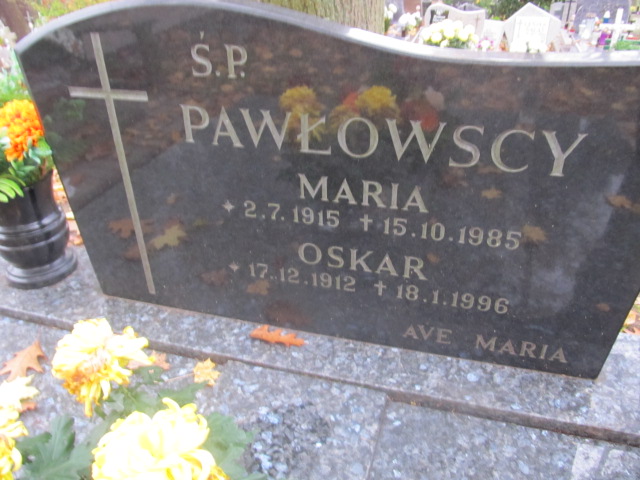 Ś.P.
PAWŁOWSCY
MARIA
* 2.7.1915 † 15.10.1985
OSKAR
* 17.12.1912 † 18.1.1996
AVE MARIA